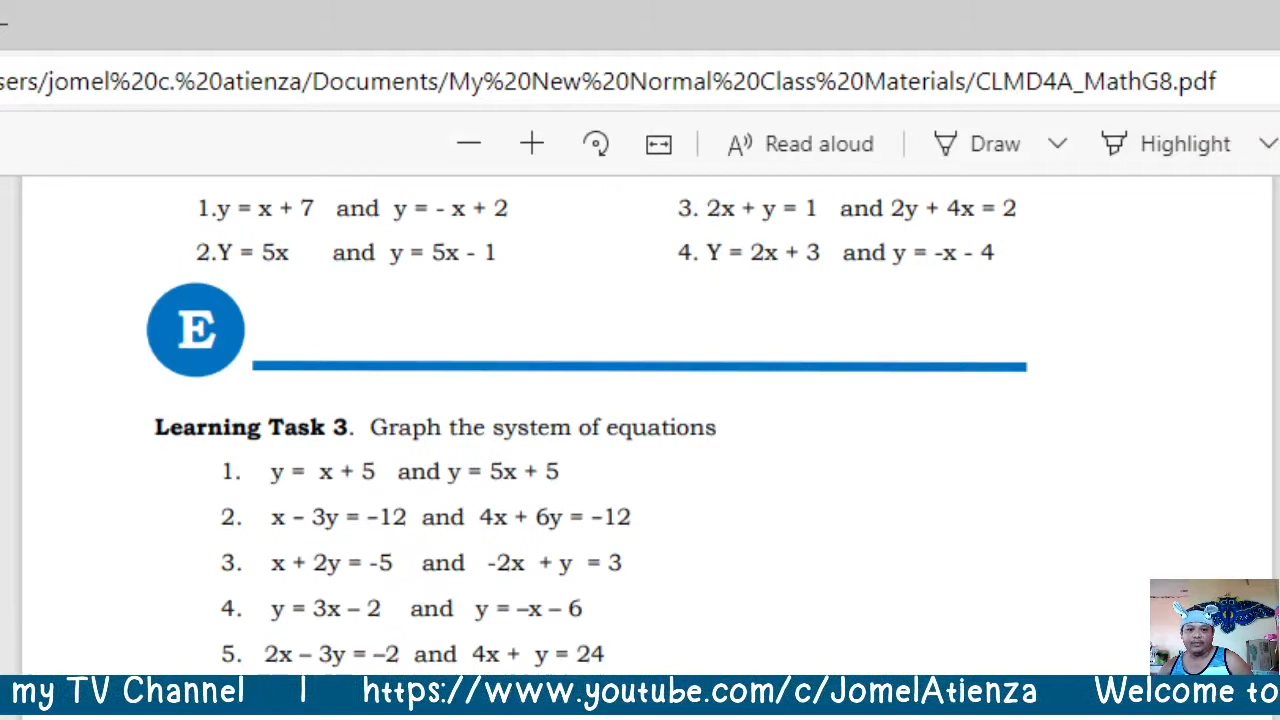 sers/jomel%20c.%20atienza/Documents/My%20New%20Normal%20Class%20Materials/CLMD4A_MathG8.pdf
Read aloud Draw Highlight
1.y = x + 7 and y = - x + 2 3. 2x + y = 1 and 2y + 4x = 2
2.Y = 5x and y = 5x - 1 4. Y = 2x + 3 and y = -x - 4
E
Learning Task 3. Graph the system of equations
1. y = x + 5 and y = 5x + 5
2. x – 3y = –12 and 4x + 6y = –12
3. x + 2y = -5 and -2x + y = 3
4. y = 3x – 2 and y = –x – 6
5. 2x – 3y = –2 and 4x + y = 24
my TV Channel | https://www.youtube.com/c/JomelAtienza Welcome to